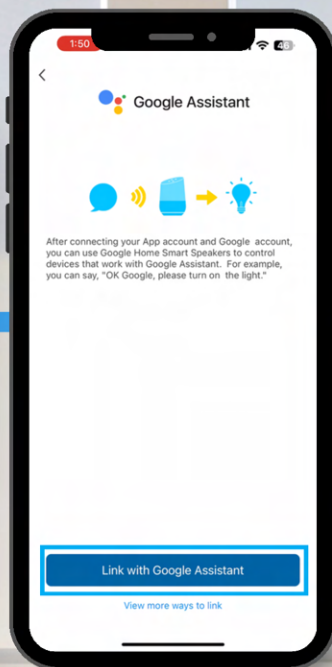 1:50
46
Google Assistant
After connecting your App account and Google account,
you can use Google Home Smart Speakers to control
devices that work with Google Assistant. For example,
you can say, "OK Google, please turn on the light."
Link with Google Assistant
View more ways to link